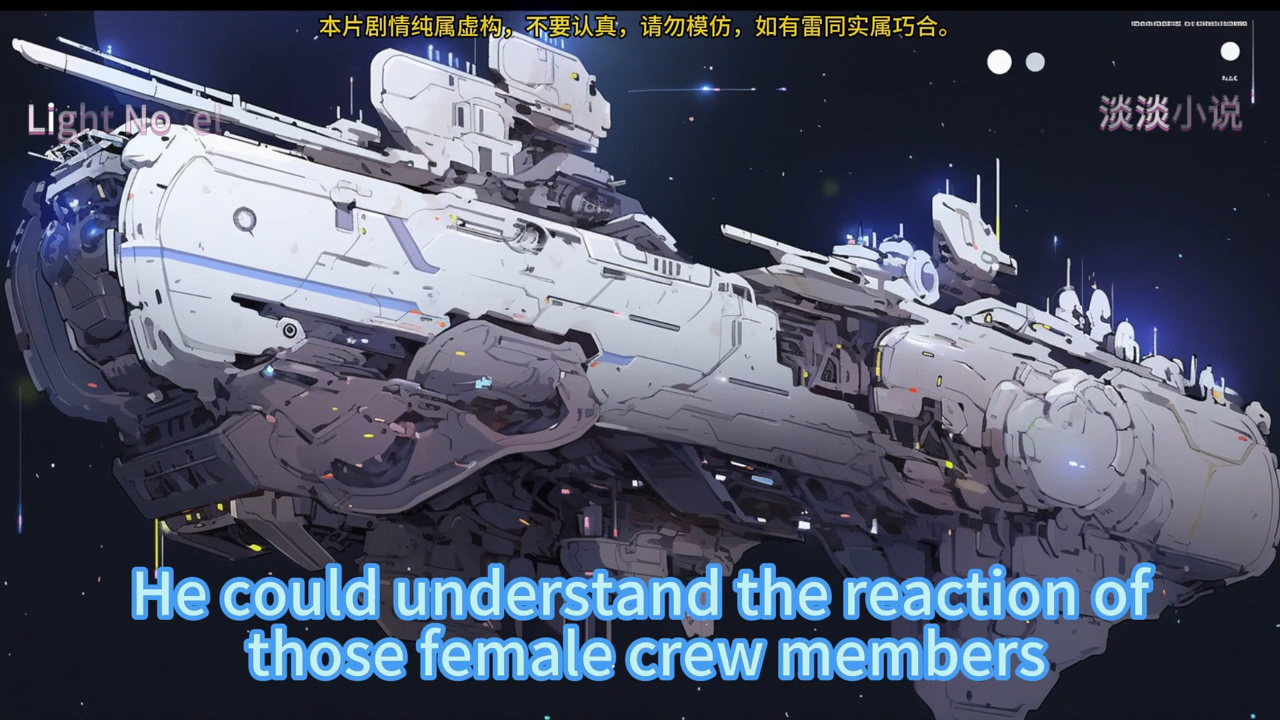 本片剧情纯属虚构，不要认真，请勿模仿，如有雷同实属巧合。
Light Novel
淡淡小说
He could understand the reaction of
those female crew members